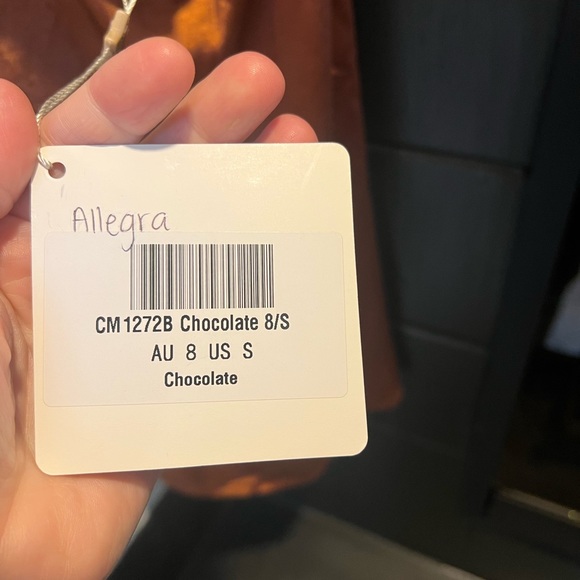 Allegra
CM1272B Chocolate 8/S
AU 8 US S
Chocolate